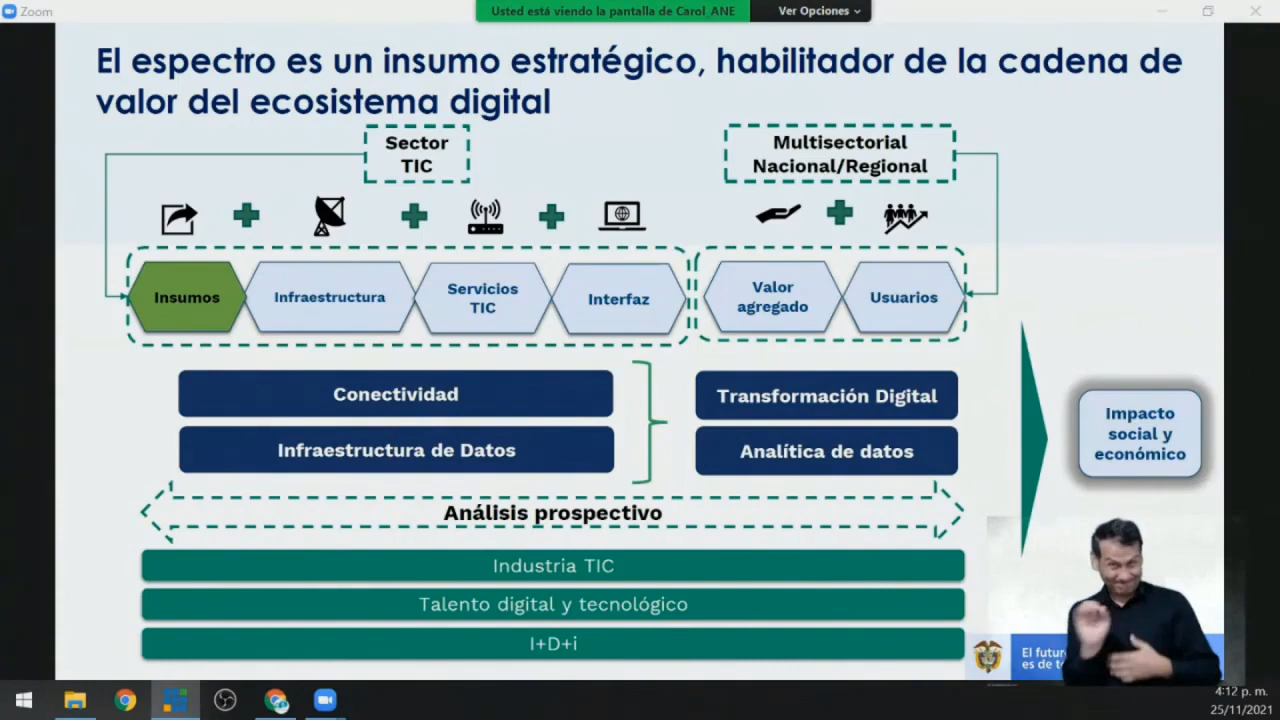 Zoom
Usted está viendo la pantalla de Carol_ANE
Ver Opciones
El espectro es un insumo estratégico, habilitador de la cadena de
valor del ecosistema digital
Sector
TIC
Multisectorial
Nacional/Regional
Insumos
Infraestructura
Servicios
TIC
Interfaz
Valor
agregado
Usuarios
Conectividad
Infraestructura de Datos
Transformación Digital
Analítica de datos
Impacto
social y
económico
Análisis prospectivo
Industria TIC
Talento digital y tecnológico
I+D+i
El
es de
4:12 p. m.
25/11/2021